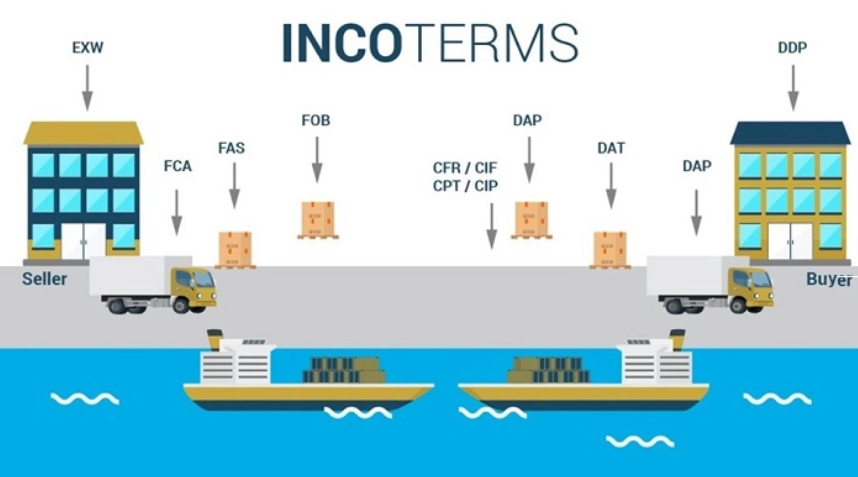 INCOTERMS
EXW
DDP
FOB
DAP
FAS
DAT
FCA
CFR / CIF
CPT / CIP
DAP
Seller
Buyer